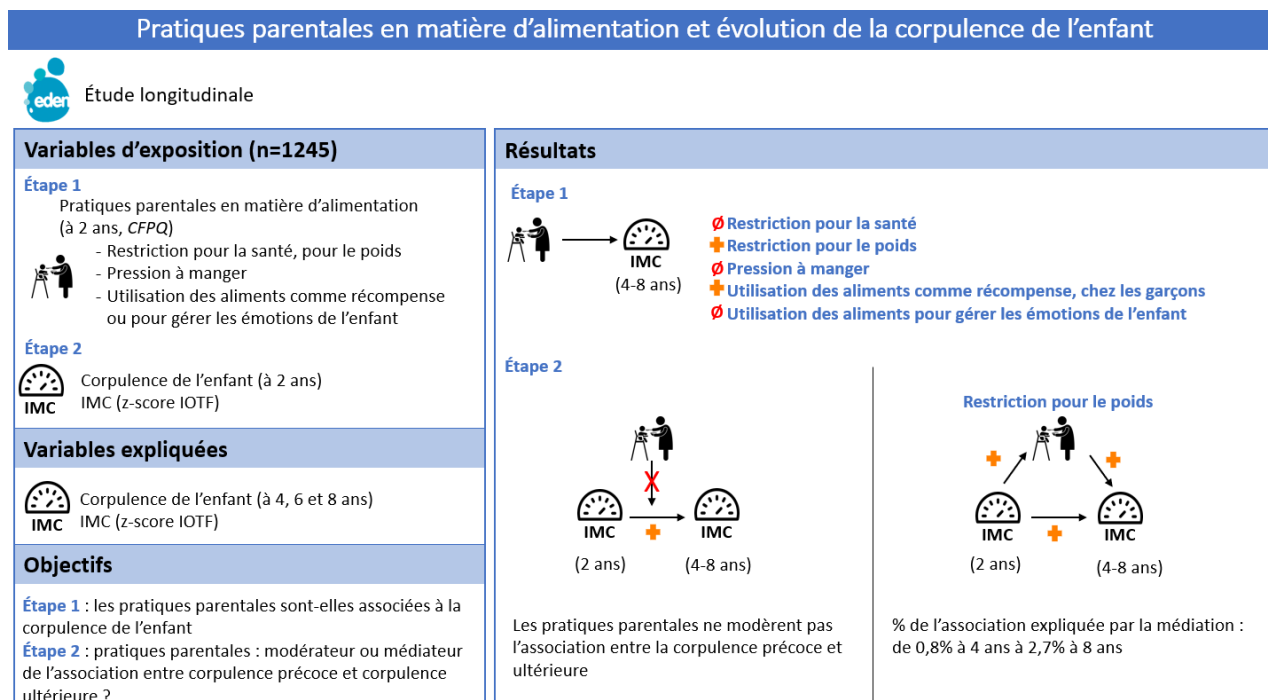 Pratiques parentales en matière d’alimentation et évolution de la corpulence de l’enfant
eden
Étude longitudinale
Variables d’exposition (n=1245)
Étape 1
Pratiques parentales en matière d’alimentation
(à 2 ans, CFPQ)
- Restriction pour la santé, pour le poids
- Pression à manger
- Utilisation des aliments comme récompense
ou pour gérer les émotions de l’enfant
Étape 2
Corpulence de l’enfant (à 2 ans)
IMC (z-score IOTF)
IMC
Variables expliquées
Corpulence de l’enfant (à 4, 6 et 8 ans)
IMC (z-score IOTF)
IMC
Objectifs
Étape 1 : les pratiques parentales sont-elles associées à la
corpulence de l’enfant
Étape 2 : pratiques parentales : modérateur ou médiateur
de l’association entre corpulence précoce et corpulence
ultérieure ?
Résultats
Étape 1
IMC
(4-8 ans)
Ø Restriction pour la santé
Restriction pour le poids
Ø Pression à manger
Utilisation des aliments comme récompense, chez les garçons
Ø Utilisation des aliments pour gérer les émotions de l’enfant
Étape 2
IMC
IMC
(2 ans)
(4-8 ans)
Les pratiques parentales ne modèrent pas
l’association entre la corpulence précoce et
ultérieure
Restriction pour le poids
IMC
IMC
(2 ans)
(4-8 ans)
% de l’association expliquée par la médiation :
de 0,8% à 4 ans à 2,7% à 8 ans